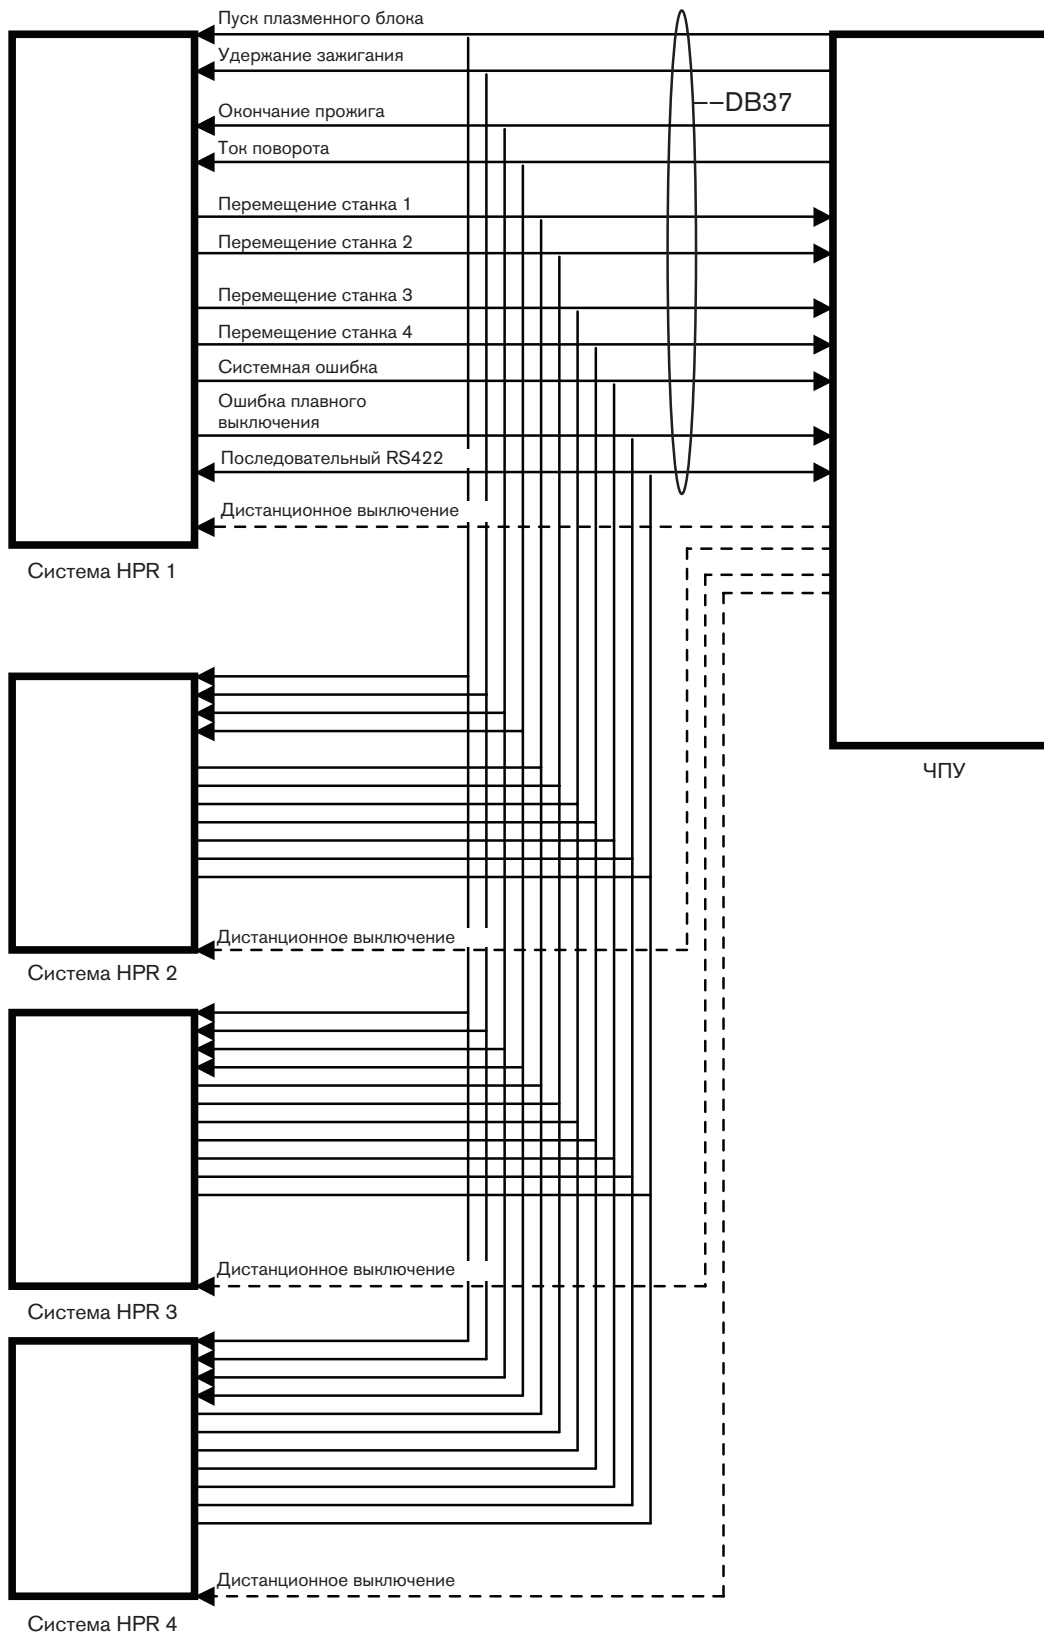 Пуск плазменного блока
Удержание зажигания
--DB37
Окончание прожига
Ток поворота
Перемещение станка 1
Перемещение станка 2
Перемещение станка 3
Перемещение станка 4
Системная ошибка
Ошибка плавного
выключения
Последовательный RS422
Дистанционное выключение
Система HPR 1
ЧПУ
Дистанционное выключение
Система HPR 2
Дистанционное выключение
Система HPR 3
Дистанционное выключение
Система HPR 4